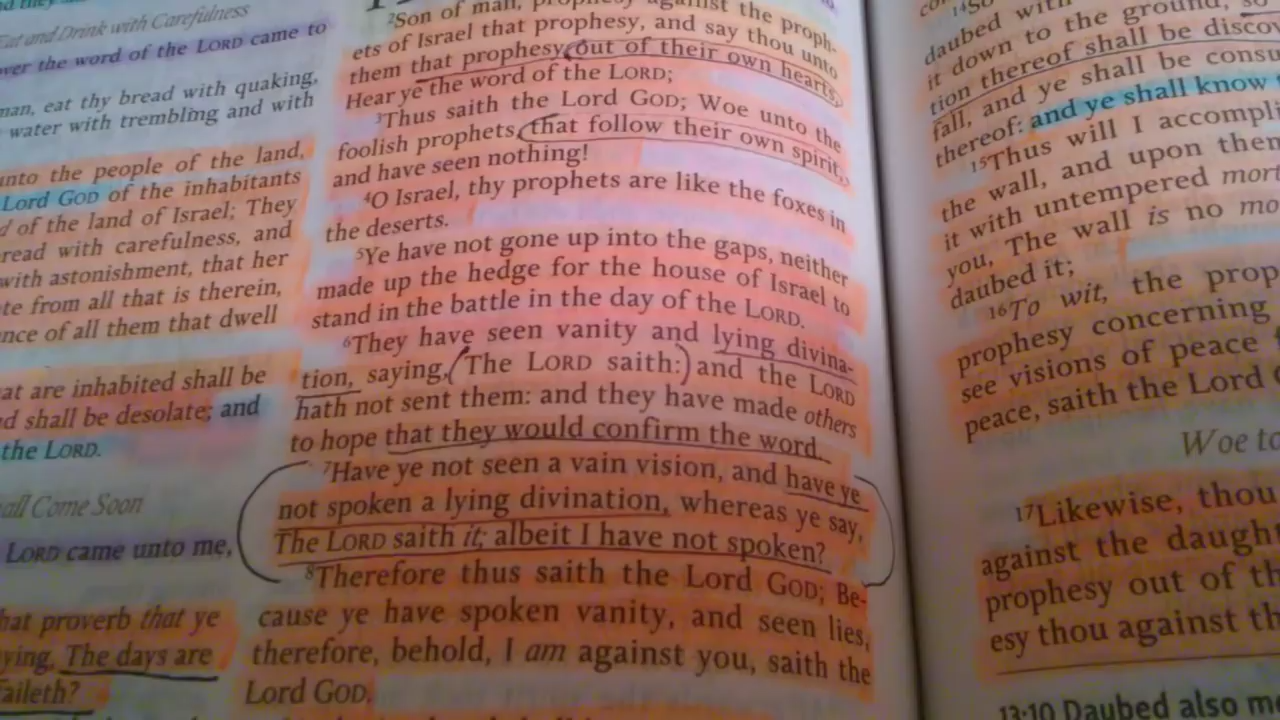 Eat and Drink with Carefulness
over the word of the LORD came to
man, eat thy bread with quaking,
water with trembling and with
unto the people of the land,
Lord GOD of the inhabitants
of the land of Israel; They
read with carefulness, and
with astonishment, that her
te from all that is therein,
nce of all them that dwell
at are inhabited shall be
d shall be desolate; and
the LORD.
all Come Soon
LORD came unto me,
hat proverb that ye
ying, The days are
faileth?
²Son of man, prophesy against the proph-
ets of Israel that prophesy, and say thou unto
them that prophesy out of their own hearts,
Hear ye the word of the LORD;
³Thus saith the Lord GOD; Woe unto the
foolish prophets, that follow their own spirit,
and have seen nothing!
⁴O Israel, thy prophets are like the foxes in
the deserts.
⁵Ye have not gone up into the gaps, neither
made up the hedge for the house of Israel to
stand in the battle in the day of the LORD.
⁶They have seen vanity and lying divina-
tion, saying, (The LORD saith:) and the LORD
hath not sent them: and they have made others
to hope that they would confirm the word.
⁷Have ye not seen a vain vision, and have ye
not spoken a lying divination, whereas ye say,
The LORD saith it; albeit I have not spoken?
⁸Therefore thus saith the Lord GOD; Be-
cause ye have spoken vanity, and seen lies,
therefore, behold, I am against you, saith the
Lord GOD.
¹⁴So
daubed with
it down to the ground, so
tion thereof shall be discov
fall, and ye shall be consu
thereof: and ye shall know
¹⁵Thus will I accompli
the wall, and upon them
it with untempered mort
you, The wall is no mo
daubed it;
¹⁶To wit, the prop
prophesy concerning
see visions of peace
peace, saith the Lord
Woe to
¹⁷Likewise, thou
against the daugh
prophesy out of th
esy thou against th
13:10 Daubed also me